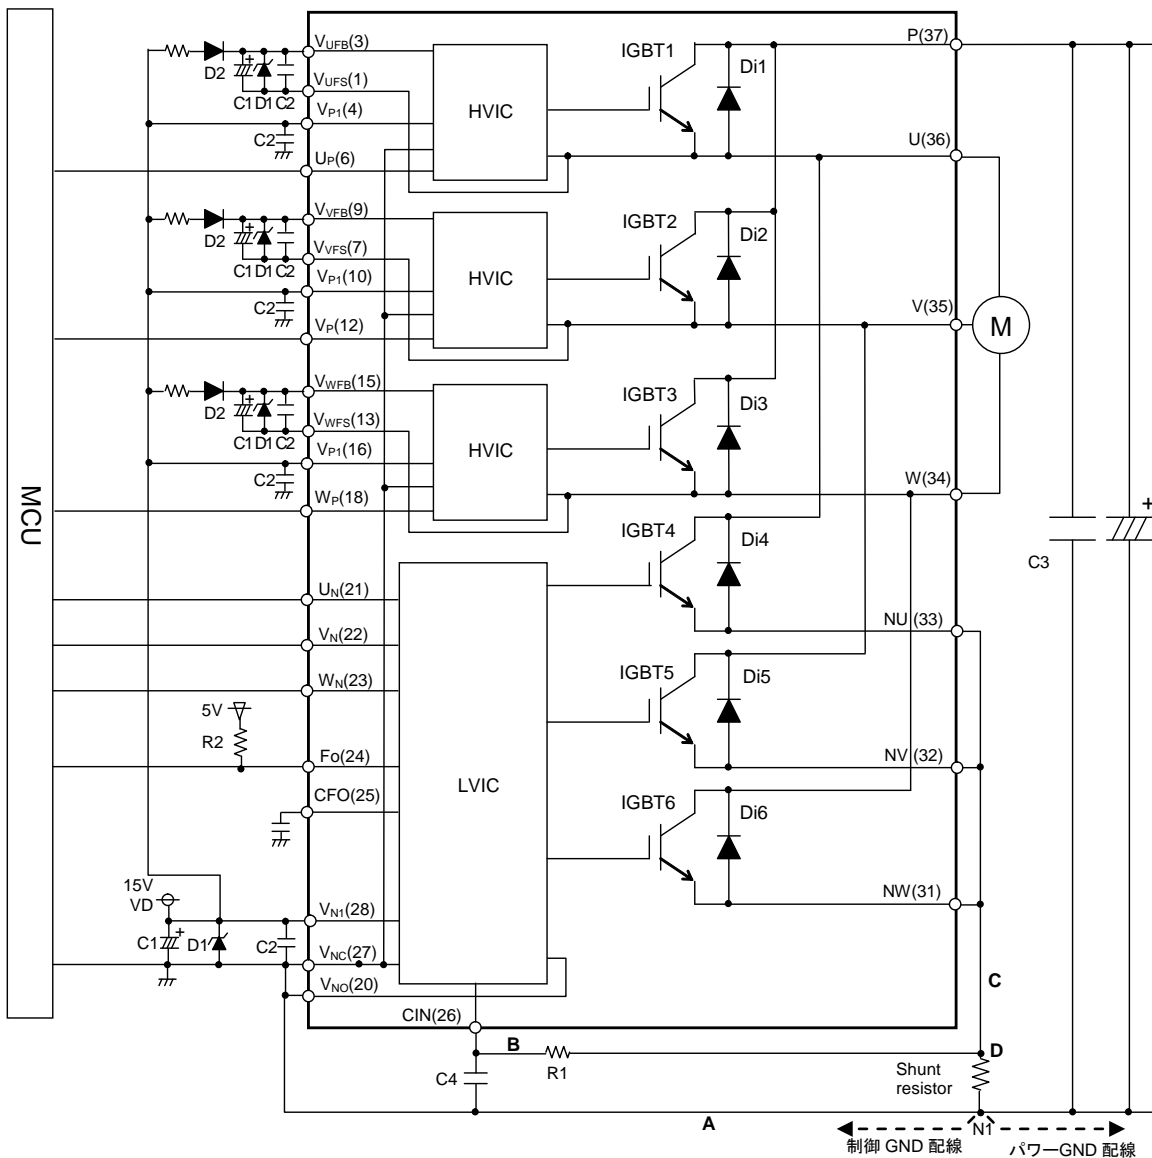 MCU
D2
C1 D1 C2
+
VUFB(3)
VUFS(1)
VP1(4)
C2
UP(6)
HVIC
IGBT1
Di1
P(37)
U(36)
D2
C1 D1 C2
+
VVFB(9)
VVFS(7)
VP1(10)
C2
VP(12)
HVIC
IGBT2
Di2
V(35)
M
D2
C1 D1 C2
+
VWFB(15)
VWFS(13)
VP1(16)
C2
WP(18)
HVIC
IGBT3
Di3
W(34)
IGBT4
Di4
C3
+
UN(21)
VN(22)
WN(23)
NU(33)
5V
R2
Fo(24)
CFO(25)
LVIC
IGBT5
Di5
NV(32)
IGBT6
Di6
NW(31)
15V
VD
C1
+
D1
C2
VN1(28)
VNC(27)
VNO(20)
CIN(26)
C
B
D
C4
R1
Shunt
resistor
A
N1
制御 GND 配線
パワーGND 配線